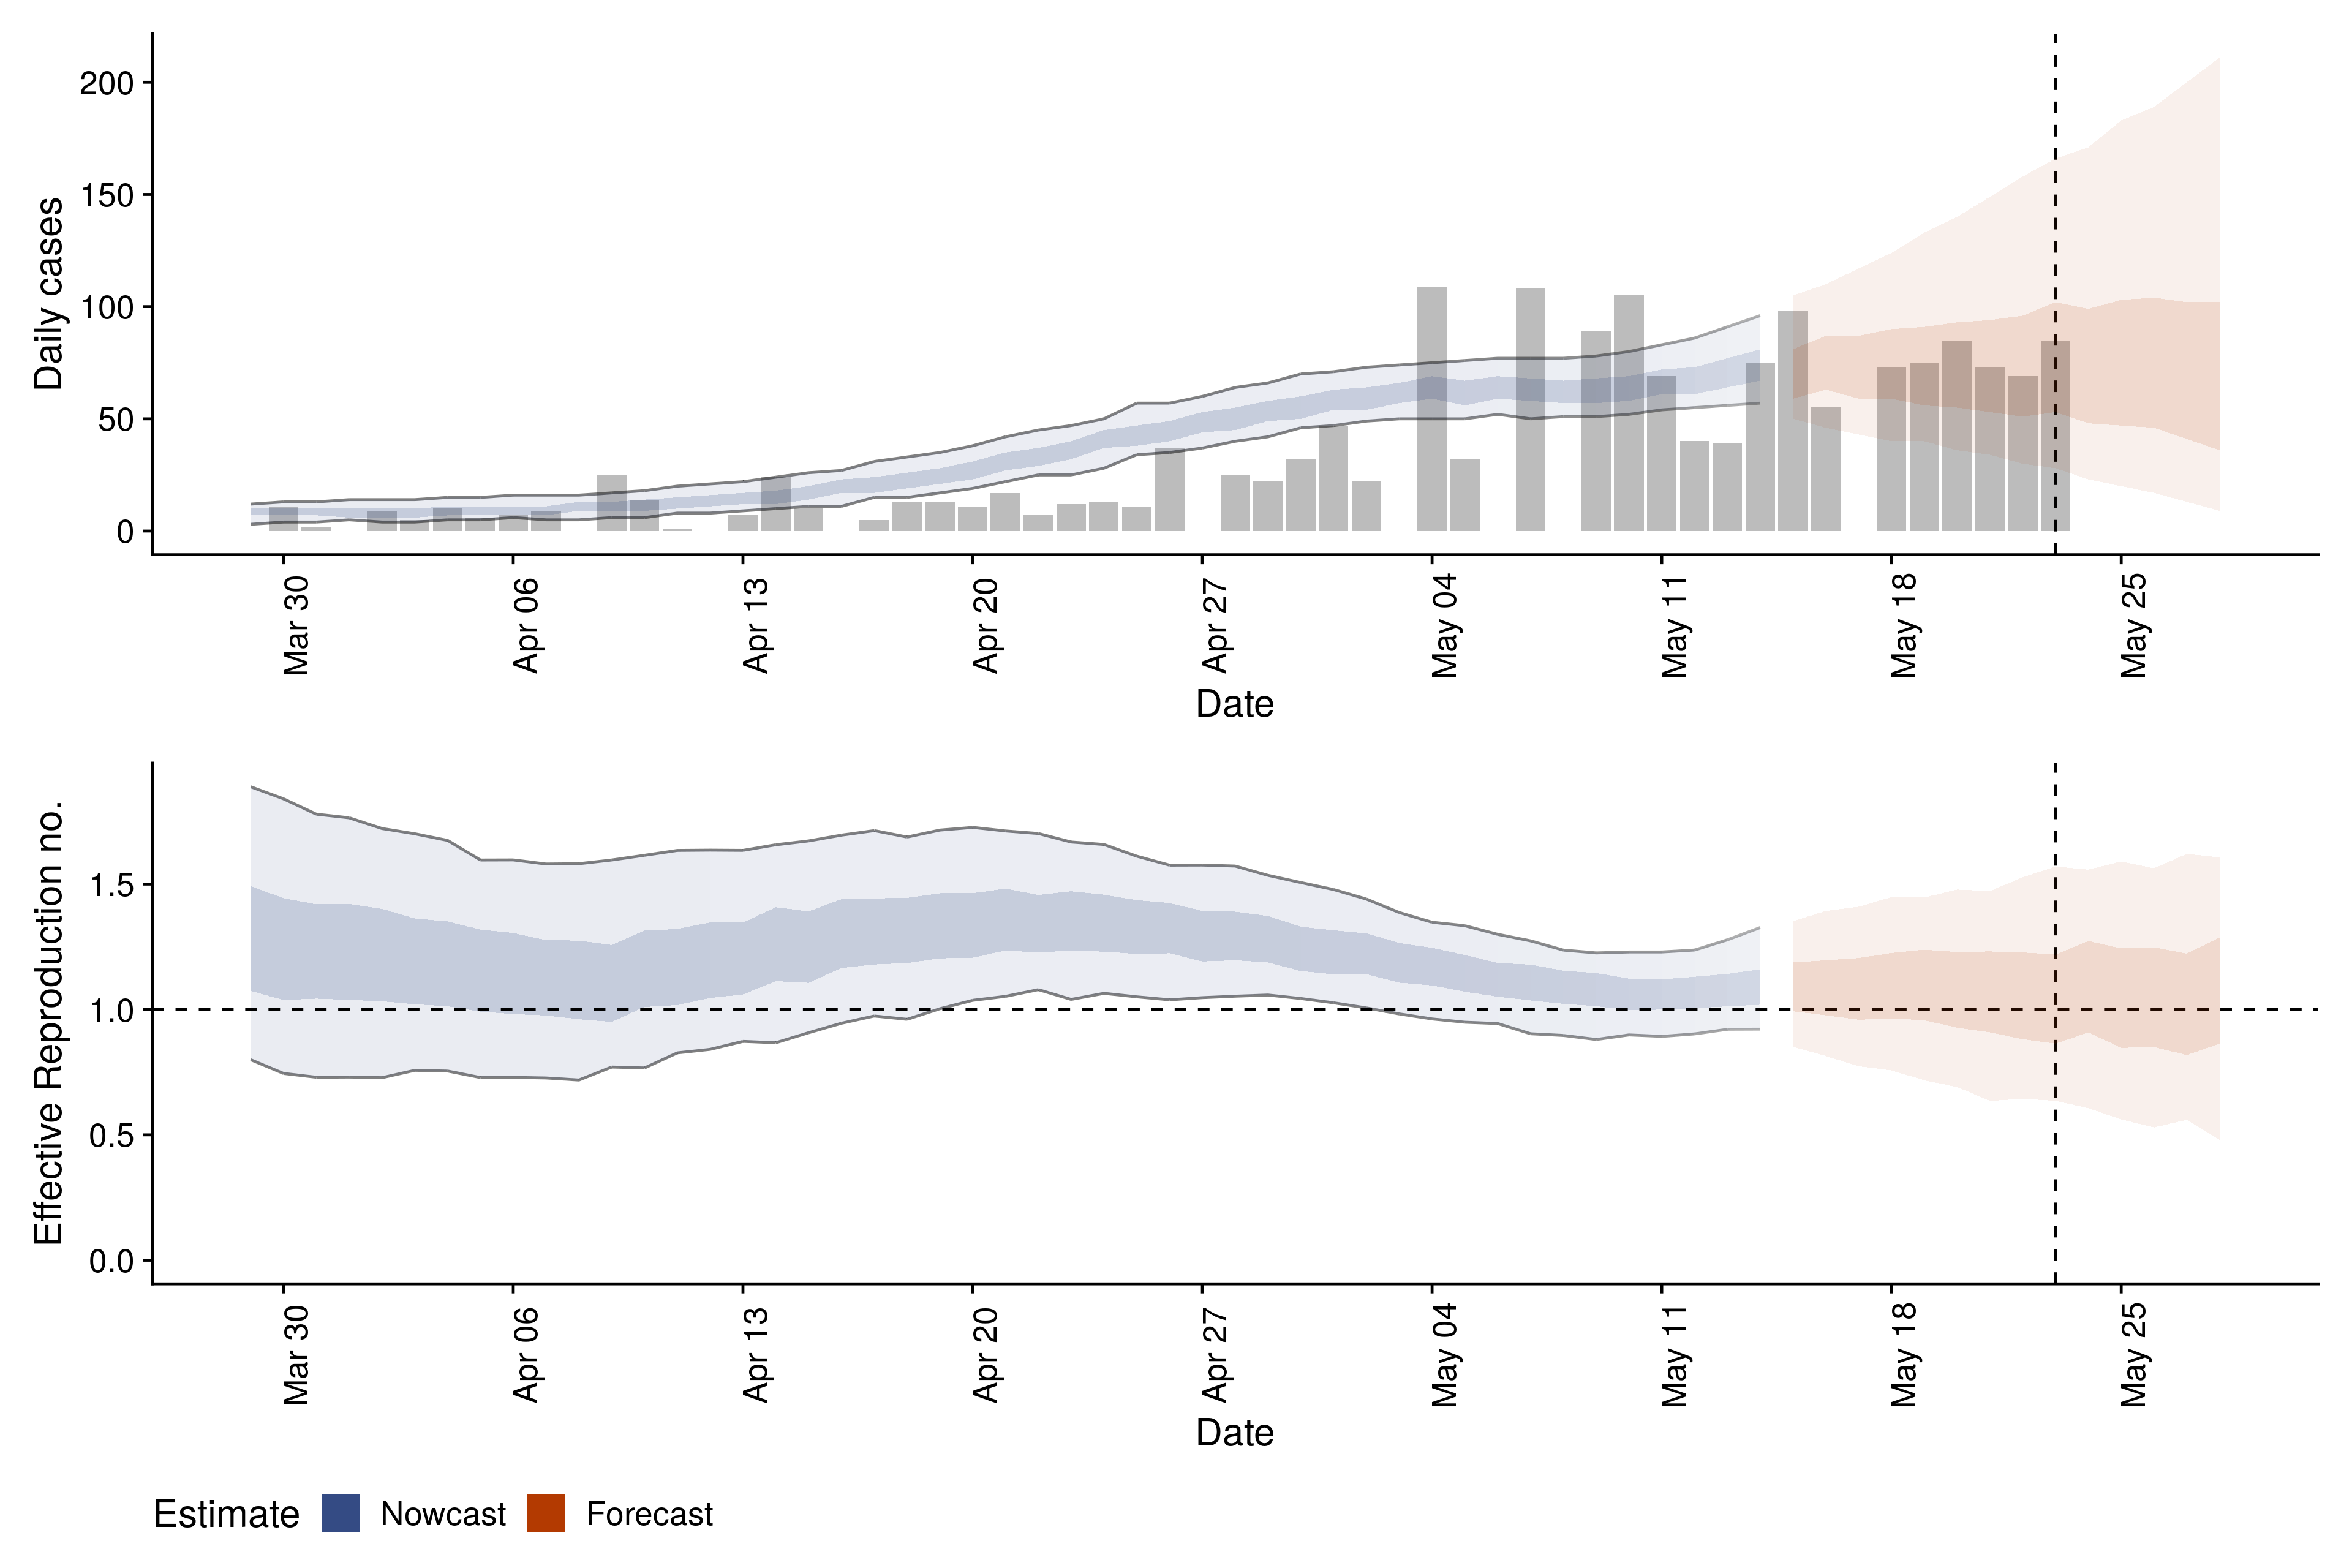 Daily cases
200
150
100
50
0
Mar 30
Apr 06
Apr 13
Apr 20
Apr 27
May 04
May 11
May 18
May 25
Date
Effective Reproduction no.
1.5
1.0
0.5
0.0
Mar 30
Apr 06
Apr 13
Apr 20
Apr 27
May 04
May 11
May 18
May 25
Date
Estimate Nowcast Forecast